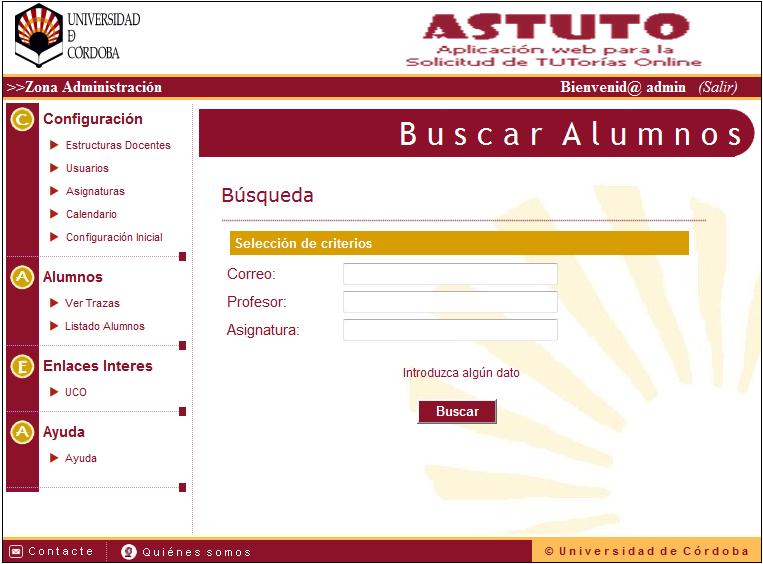 UNIVERSIDAD
D
CÓRDOBA
ASTUTO
Aplicación web para la
Solicitud de TUTorías Online
>>Zona Administración
Bienvenid@ admin (Salir)
C Configuración
Estructuras Docentes
Usuarios
Asignaturas
Calendario
Configuración Inicial
A Alumnos
Ver Trazas
Listado Alumnos
E Enlaces Interes
UCO
A Ayuda
Ayuda
Buscar Alumnos
Búsqueda
Selección de criterios
Correo:
Profesor:
Asignatura:
Introduzca algún dato
Buscar
Contacte
Quiénes somos
© Universidad de Córdoba